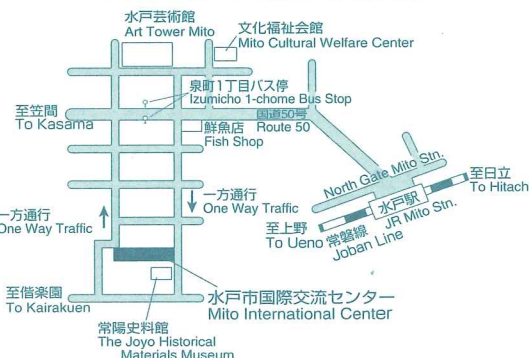 水戸芸術館
Art Tower Mito
文化福祉会館
Mito Cultural Welfare Center
泉町1丁目バス停
Izumicho 1-chome Bus Stop
至笠間
To Kasama
国道50号
Route 50
鮮魚店
Fish Shop
North Gate Mito Stn.
至日立
To Hitach
水戸駅
JR Mito Stn.
一方通行
One Way Traffic
一方通行
One Way Traffic
至上野
To Ueno
常磐線
Joban Line
至偕楽園
To Kairakuen
水戸市国際交流センター
Mito International Center
常陽史料館
The Joyo Historical
Materials Museum